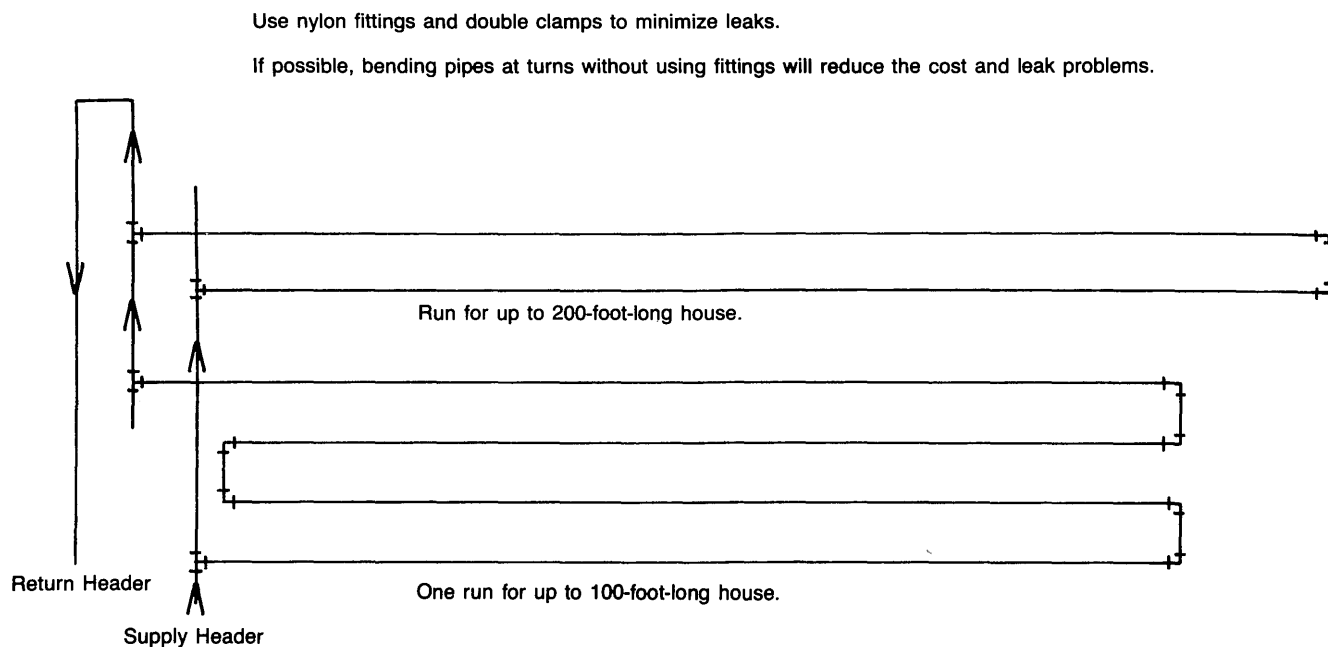 Use nylon fittings and double clamps to minimize leaks.
If possible, bending pipes at turns without using fittings will reduce the cost and leak problems.
Run for up to 200-foot-long house.
Return Header
One run for up to 100-foot-long house.
Supply Header